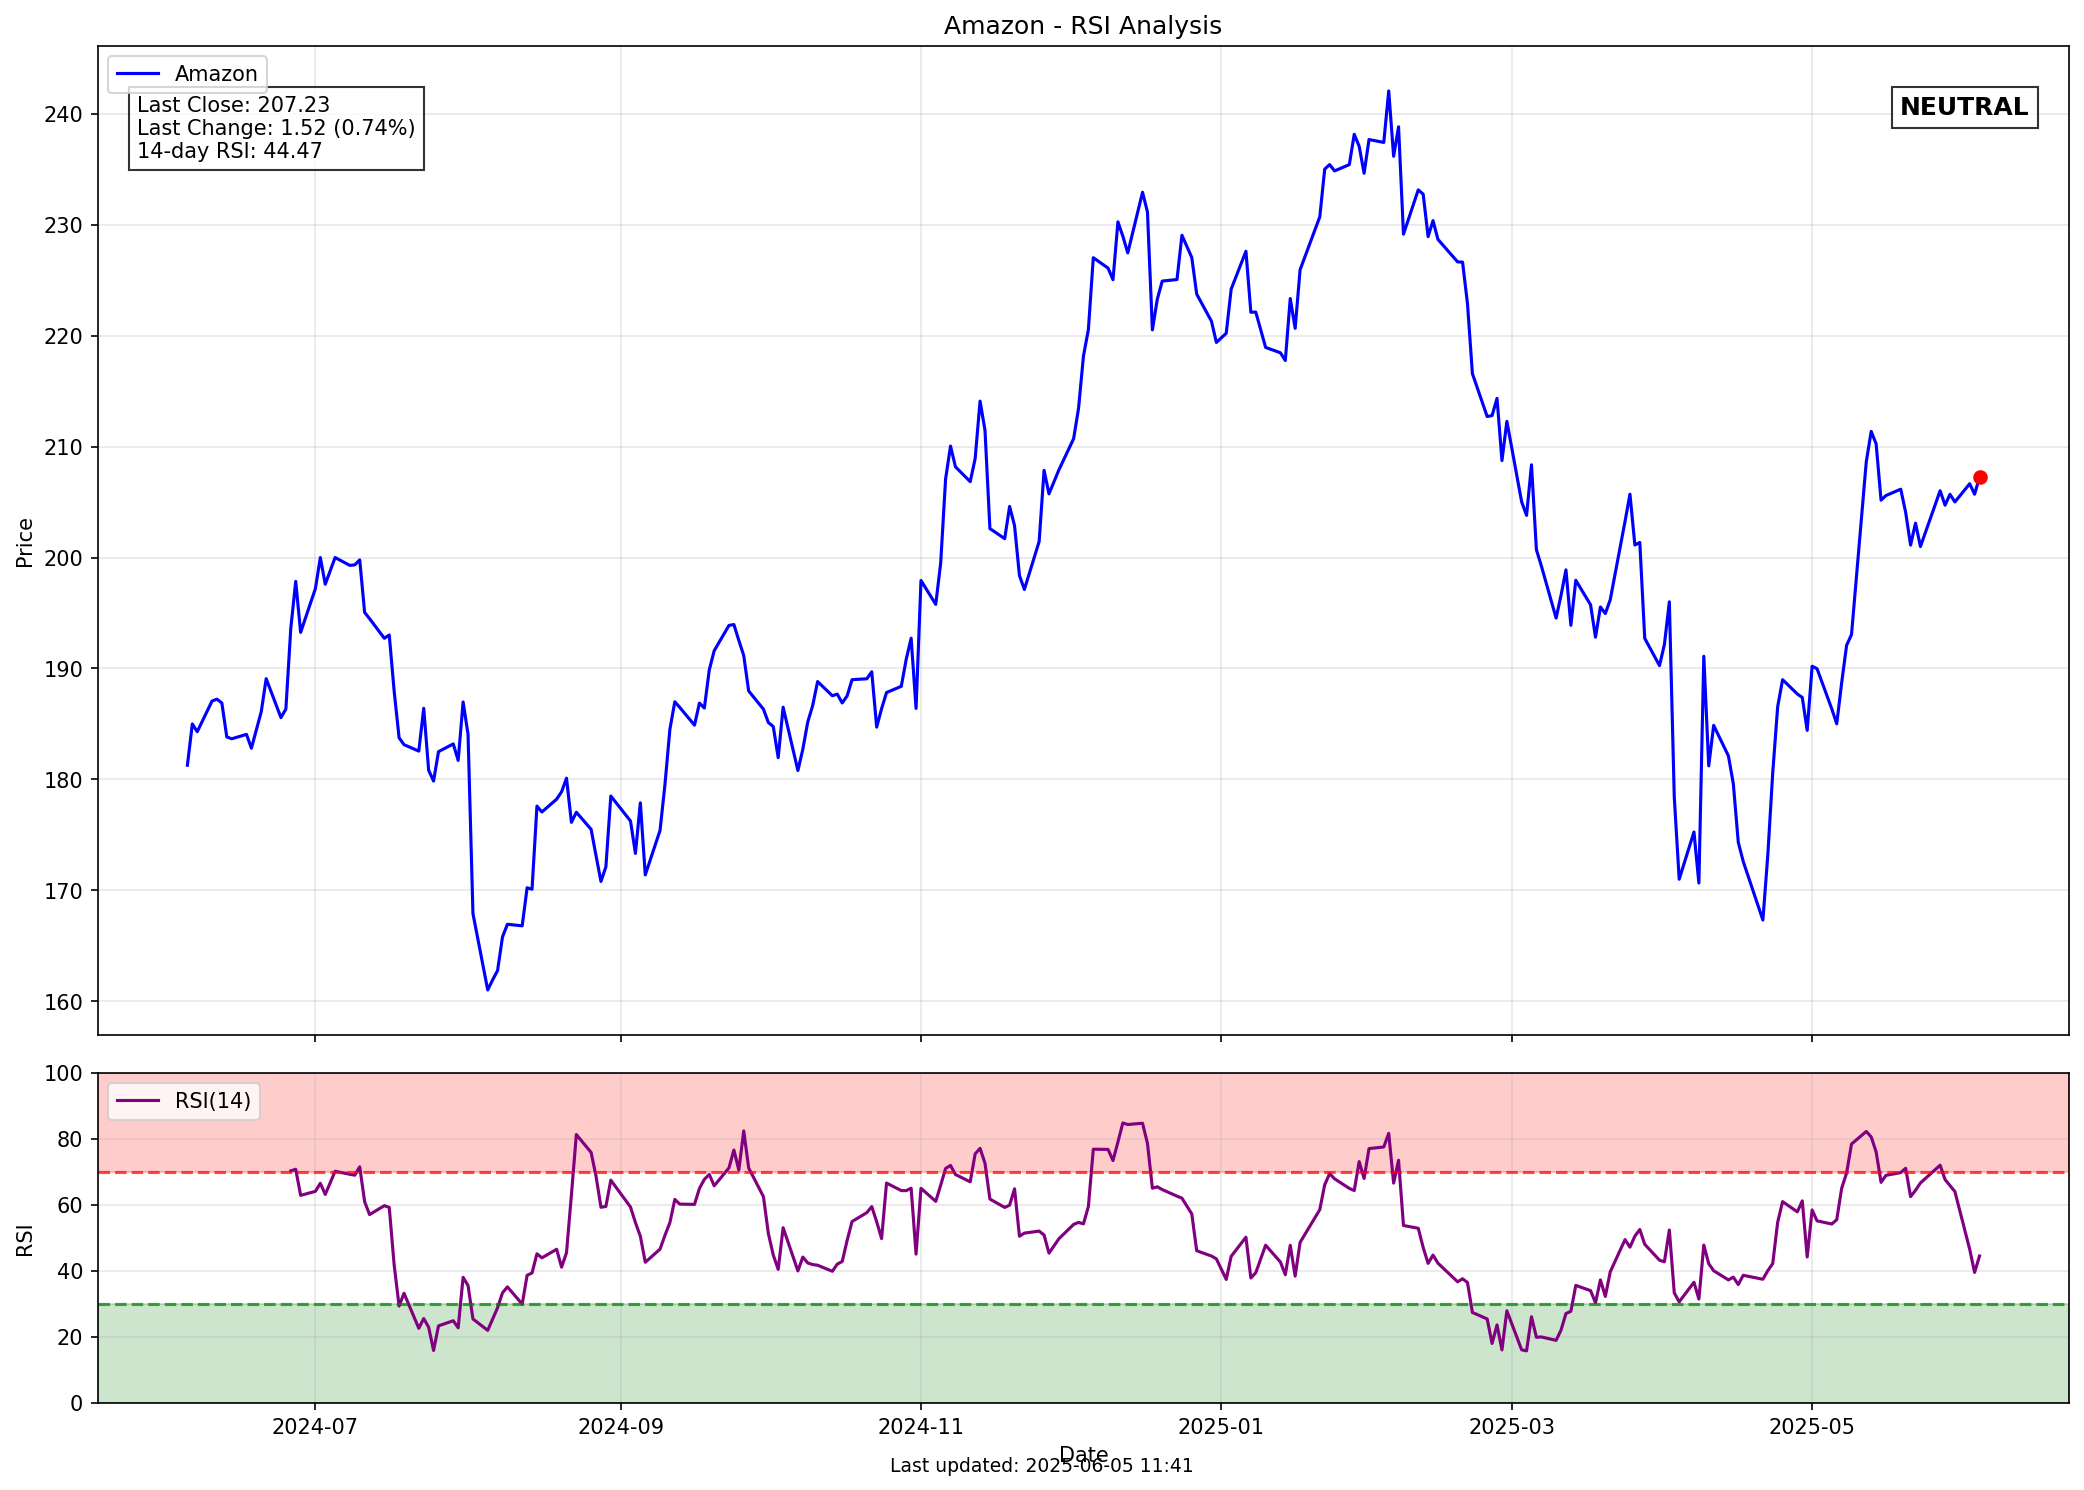 Amazon - RSI Analysis
Amazon
Last Close: 207.23
Last Change: 1.52 (0.74%)
14-day RSI: 44.47
NEUTRAL
Price
240
230
220
210
200
190
180
170
160
RSI(14)
RSI
100
80
60
40
20
0
2024-07 2024-09 2024-11 2025-01 2025-03 2025-05
Date
Last updated: 2025-06-05 11:41